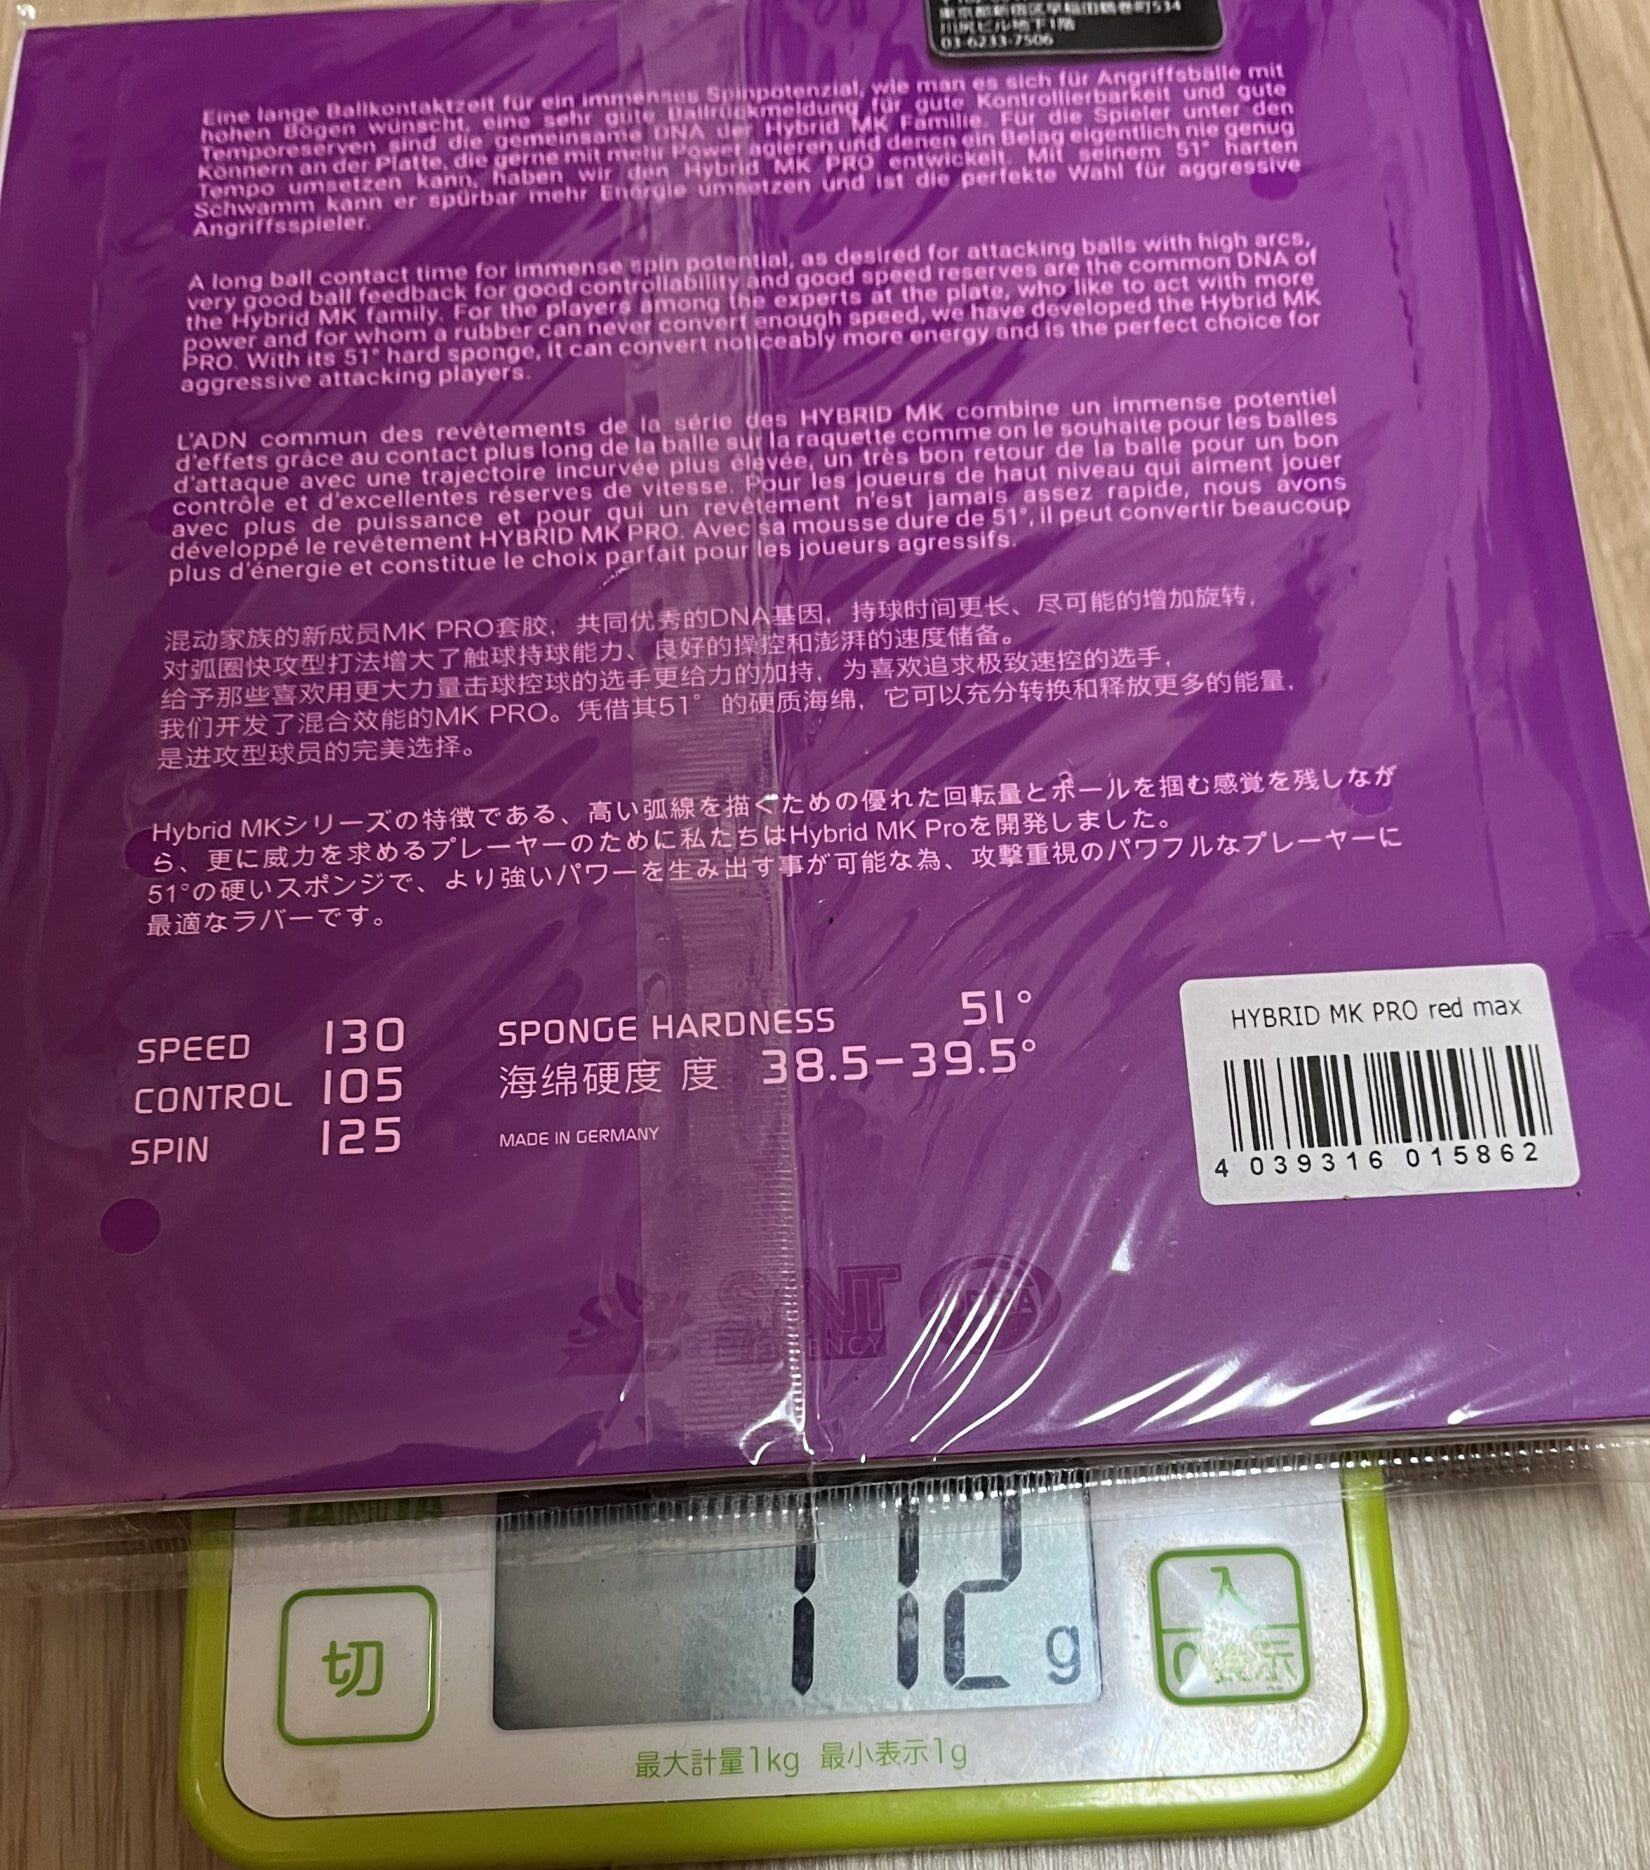 東京都新宿区早稲田鶴巻町534
川尻ビル地下1階
03-6233-7506
Eine lange Ballkontaktzeit für ein immenses Spinpotenzial, wie man es sich für Angriffsbälle mit
hohen Bögen wünscht, eine sehr gute Ballrückmeldung für gute Kontrollierbarkeit und gute
Temporeserven sind die gemeinsame DNA der Hybrid MK Familie. Für die Spieler unter den
Könnern an der Platte, die gerne mit mehr Power agieren und denen ein Belag eigentlich nie genug
Tempo umsetzen kann, haben wir den Hybrid MK PRO entwickelt. Mit seinem 51° harten
Schwamm kann er spürbar mehr Energie umsetzen und ist die perfekte Wahl für aggressive
Angriffsspieler.
A long ball contact time for immense spin potential, as desired for attacking balls with high arcs,
very good ball feedback for good controllability and good speed reserves are the common DNA of
the Hybrid MK family. For the players among the experts at the plate, who like to act with more
power and for whom a rubber can never convert enough speed, we have developed the Hybrid MK
PRO. With its 51° hard sponge, it can convert noticeably more energy and is the perfect choice for
aggressive attacking players.
L'ADN commun des revêtements de la série des HYBRID MK combine un immense potentiel
d'effets grâce au contact plus long de la balle sur la raquette comme on le souhaite pour les balles
d'attaque avec une trajectoire incurvée plus élevée, un très bon retour de la balle pour un bon
contrôle et d'excellentes réserves de vitesse. Pour les joueurs de haut niveau qui aiment jouer
avec plus de puissance et pour qui un revêtement n'est jamais assez rapide, nous avons
développé le revêtement HYBRID MK PRO. Avec sa mousse dure de 51°, il peut convertir beaucoup
plus d'énergie et constitue le choix parfait pour les joueurs agressifs.
混动家族的新成员MK PRO套胶，共同优秀的DNA基因，持球时间更长、尽可能的增加旋转，
对弧圈快攻型打法增大了触球持球能力、良好的操控和澎湃的速度储备。
给予那些喜欢用更大力量击球控球的选手更给力的加持，为喜欢追求极致速控的选手，
我们开发了混合效能的MK PRO。凭借其51°的硬质海绵，它可以充分转换和释放更多的能量，
是进攻型球员的完美选择。
Hybrid MKシリーズの特徴である、高い弧線を描くための優れた回転量とボールを掴む感覚を残しなが
ら、更に威力を求めるプレーヤーのために私たちはHybrid MK Proを開発しました。
51°の硬いスポンジで、より強いパワーを生み出す事が可能な為、攻撃重視のパワフルなプレーヤーに
最適なラバーです。
SPEED 130
CONTROL 105
SPIN 125
SPONGE HARDNESS 51°
海绵硬度 度 38.5-39.5°
MADE IN GERMANY
HYBRID MK PRO red max
4 039316 015862
切
112 g
入
0表示
最大計量1kg 最小表示1g